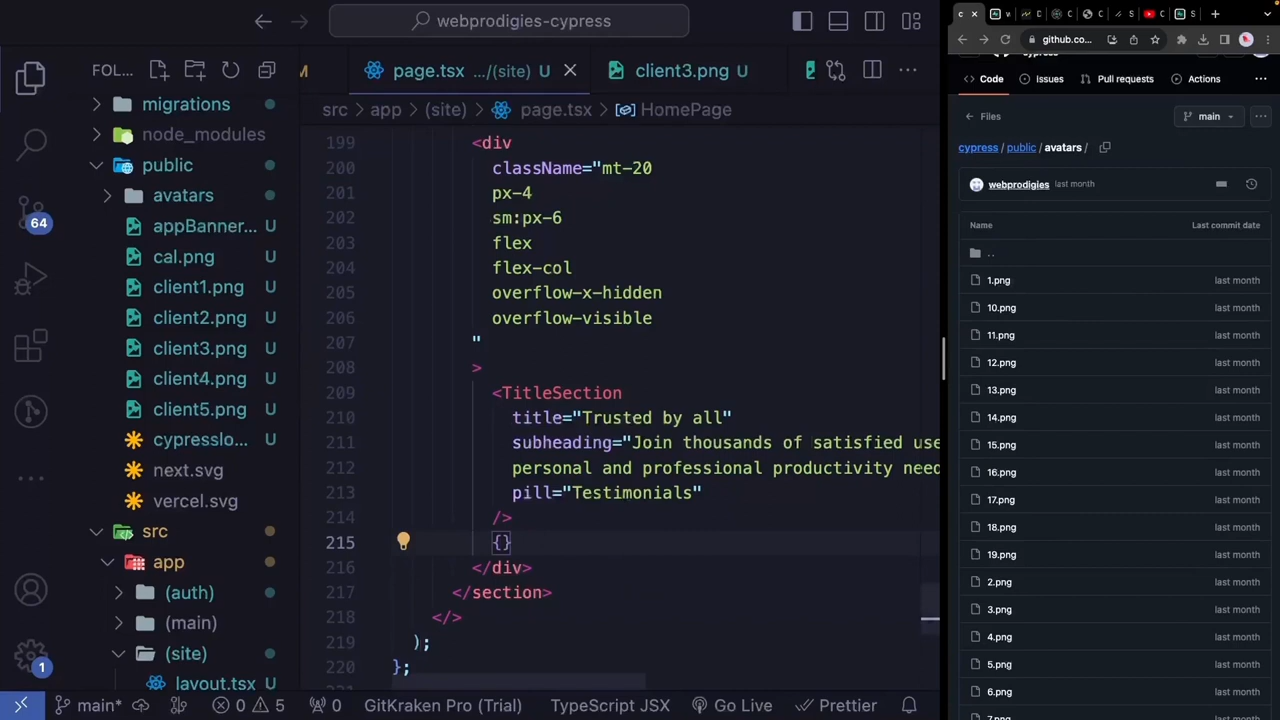 webprodigies-cypress
FOL...
M
page.tsx .../(site) U
client3.png U
src > app > (site) > page.tsx > HomePage
migrations
node_modules
public
avatars
appBanner... U
cal.png U
client1.png U
client2.png U
client3.png U
client4.png U
client5.png U
cypresslo... U
next.svg
vercel.svg
src
app
(auth)
(main)
(site)
layout.tsx
64
1
199 <div
200 className="mt-20
201 px-4
202 sm:px-6
203 flex
204 flex-col
205 overflow-x-hidden
206 overflow-visible
207 "
208 >
209 <TitleSection
210 title="Trusted by all"
211 subheading="Join thousands of satisfied use
212 personal and professional productivity need
213 pill="Testimonials"
214 />
215 {}
216 </div>
217 </section>
218 </>
219 );
220 };
main*
0 5
0
GitKraken Pro (Trial)
TypeScript JSX
Go Live
Prettier
github.co...
cypress
Code
Issues
Pull requests
Actions
Files
main
cypress / public / avatars /
webprodigies last month
Name Last commit date
..
1.png last month
10.png last month
11.png last month
12.png last month
13.png last month
14.png last month
15.png last month
16.png last month
17.png last month
18.png last month
19.png last month
2.png last month
3.png last month
4.png last month
5.png last month
6.png last month
7.png last month